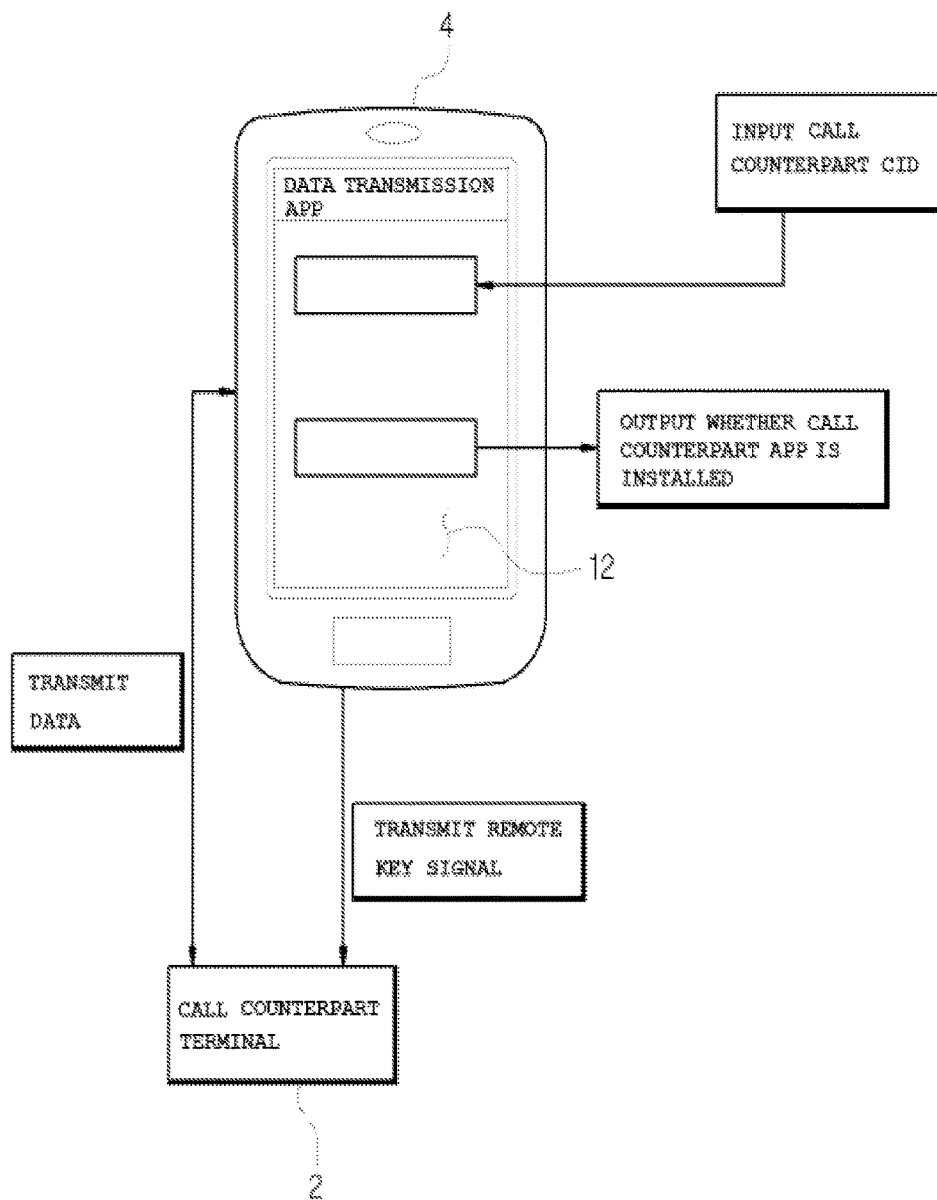 4
INPUT CALL
COUNTERPART CID
DATA TRANSMISSION
APP
OUTPUT WHETHER CALL
COUNTERPART APP IS
INSTALLED
12
TRANSMIT
DATA
TRANSMIT REMOTE
KEY SIGNAL
CALL COUNTERPART
TERMINAL
2